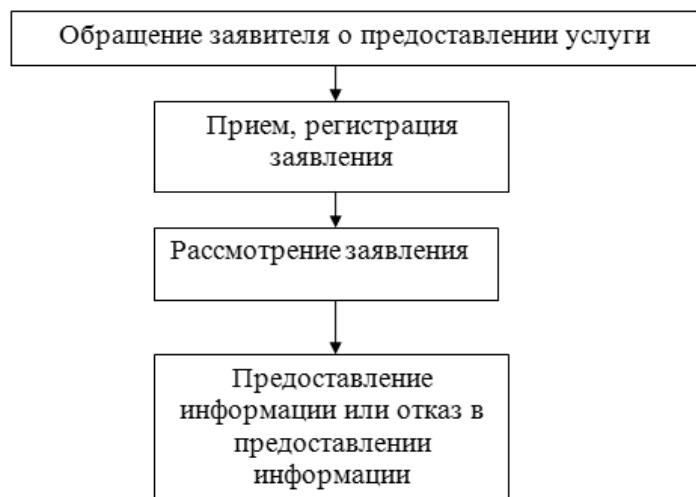 Обращение заявителя о предоставлении услуги
Прием, регистрация
заявления
Рассмотрение заявления
Предоставление
информации или отказ в
предоставлении
информации